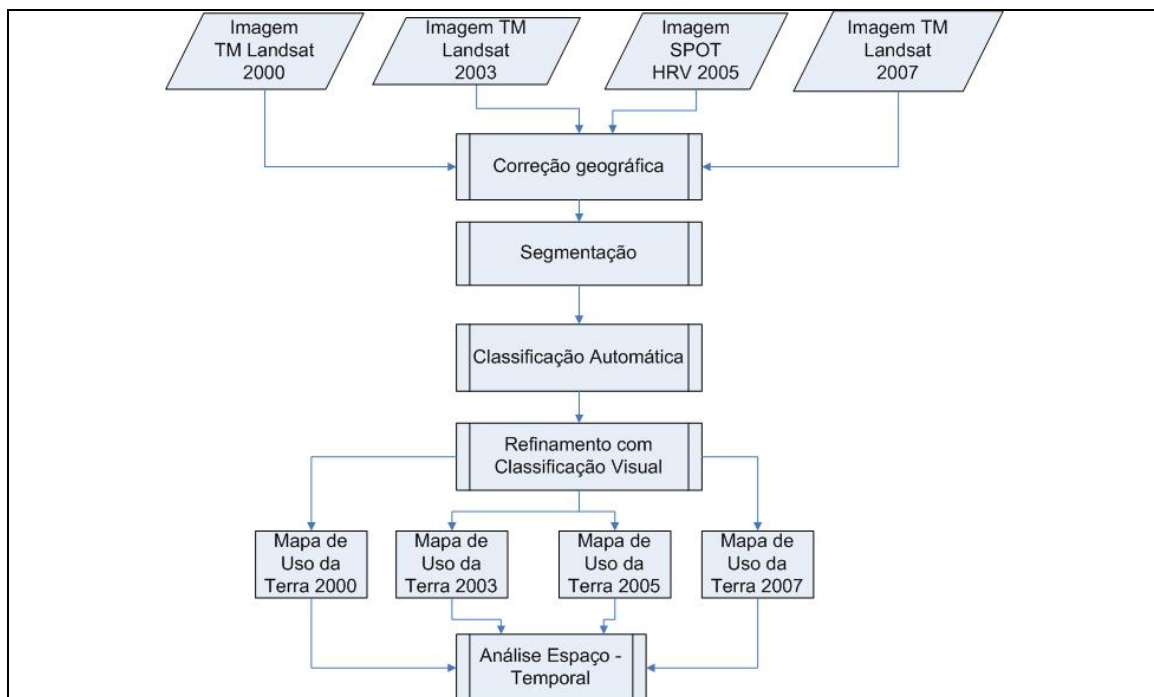 Imagem
TM Landsat
2000
Imagem TM
Landsat
2003
Imagem
SPOT
HRV 2005
Imagem TM
Landsat
2007
Correção geográfica
Segmentação
Classificação Automática
Refinamento com
Classificação Visual
Mapa de
Uso da
Terra 2000
Mapa de
Uso da
Terra 2003
Mapa de
Uso da
Terra 2005
Mapa de
Uso da
Terra 2007
Análise Espaço -
Temporal